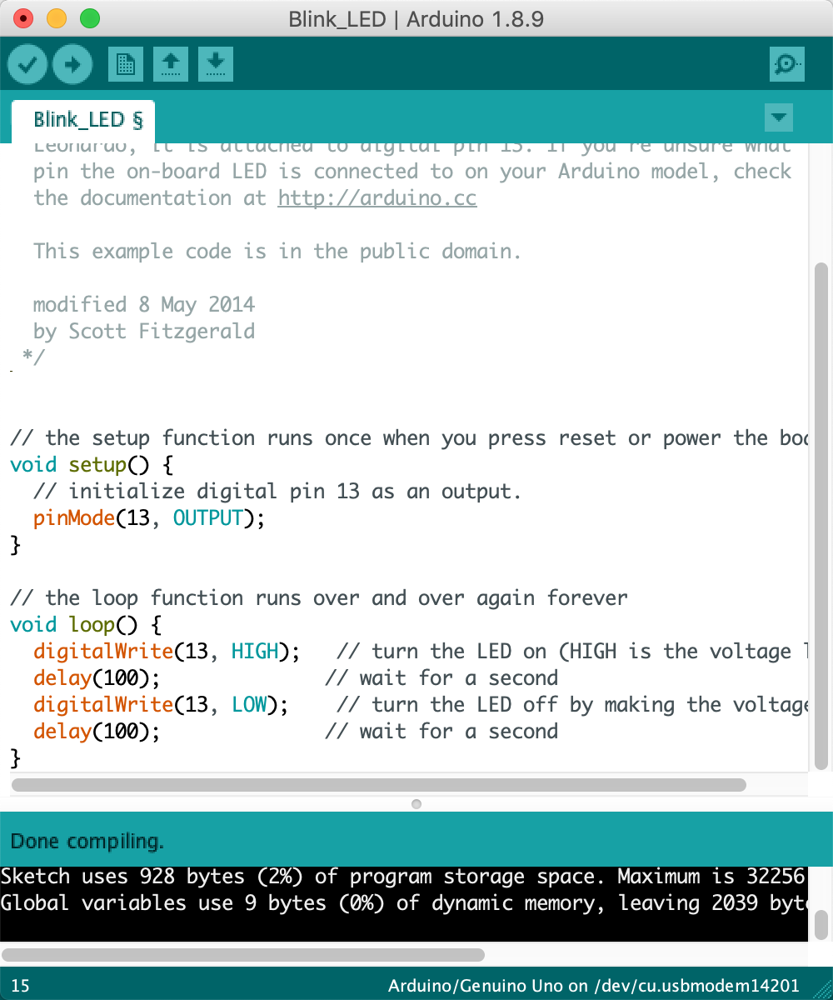 Blink_LED | Arduino 1.8.9
Blink_LED §
Leonardo, it is attached to digital pin 13. If you're unsure what
pin the on-board LED is connected to on your Arduino model, check
the documentation at http://arduino.cc
This example code is in the public domain.
modified 8 May 2014
by Scott Fitzgerald
*/
// the setup function runs once when you press reset or power the
void setup() {
// initialize digital pin 13 as an output.
pinMode(13, OUTPUT);
}
// the loop function runs over and over again forever
void loop() {
digitalWrite(13, HIGH);   // turn the LED on (HIGH is the voltage
delay(100);              // wait for a second
digitalWrite(13, LOW);    // turn the LED off by making the voltage
delay(100);              // wait for a second
}
Done compiling.
Sketch uses 928 bytes (2%) of program storage space. Maximum is 32256
Global variables use 9 bytes (0%) of dynamic memory, leaving 2039
15
Arduino/Genuino Uno on /dev/cu.usbmodem14201